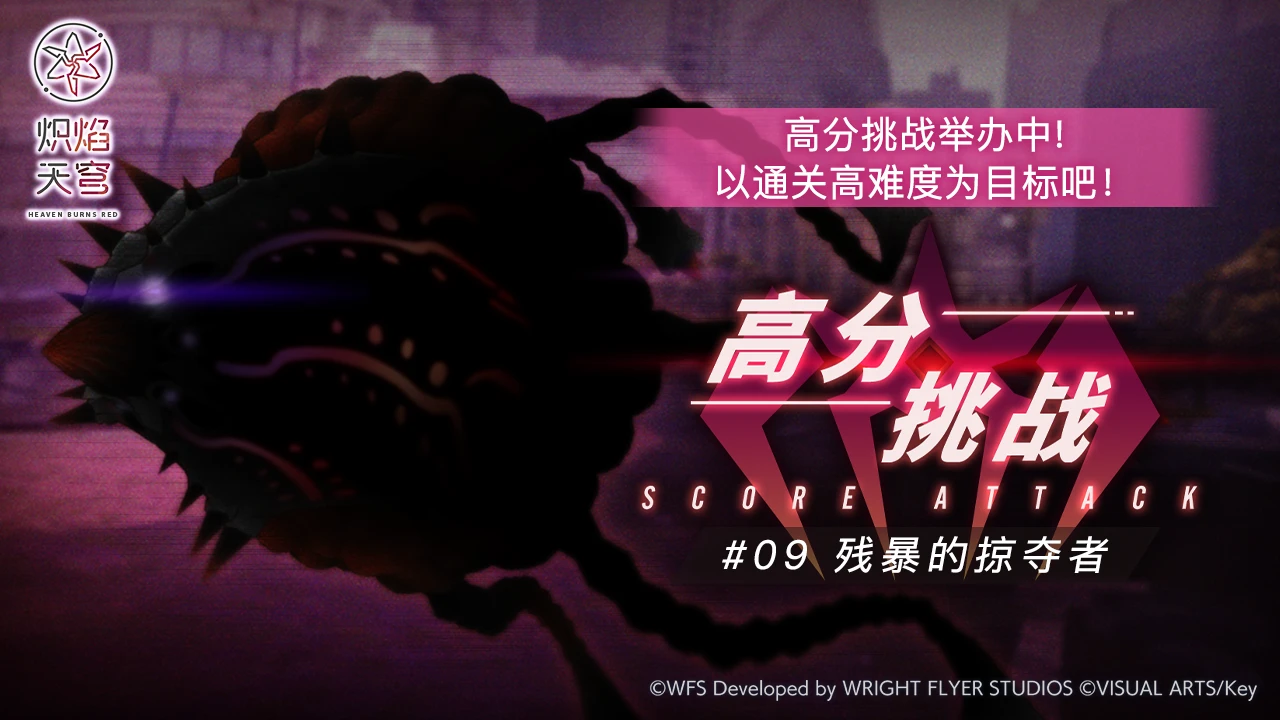 炽焰
天穹
HEAVEN BURNS RED
高分挑战举办中!
以通关高难度为目标吧!
高分
挑战
SCORE ATTACK
#09 残暴的掠夺者
©WFS Developed by WRIGHT FLYER STUDIOS ©VISUAL ARTS/Key